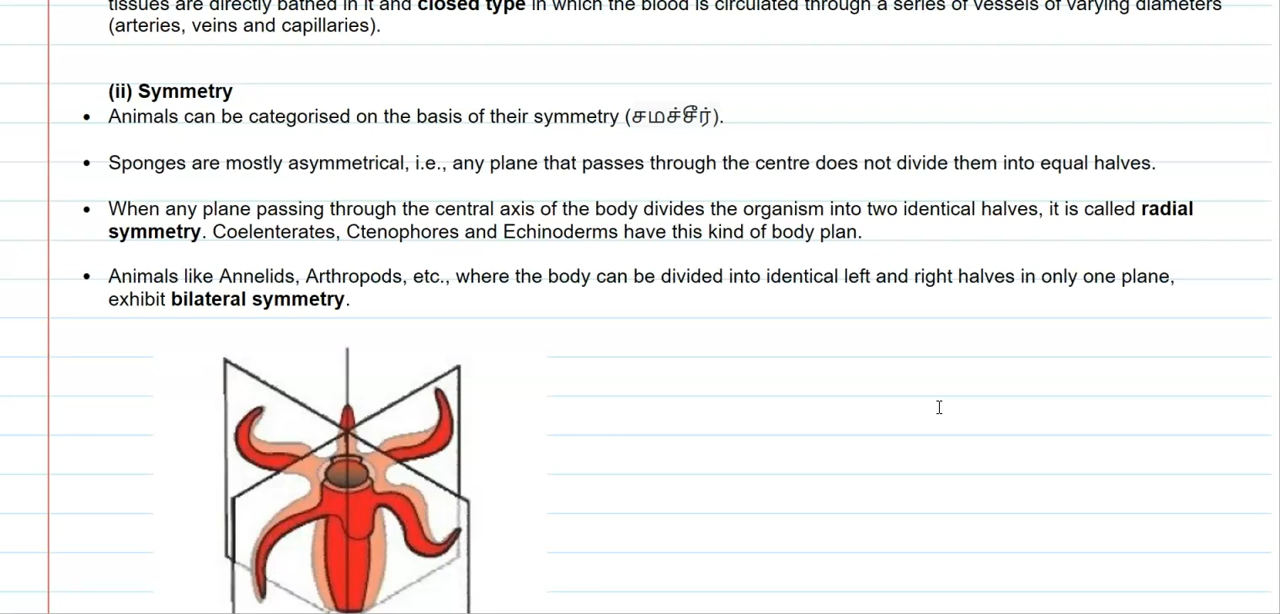 tissues are directly bathed in it and closed type in which the blood is circulated through a series of vessels of varying diameters
(arteries, veins and capillaries).
(ii) Symmetry
• Animals can be categorised on the basis of their symmetry (சமச்சீர்).
• Sponges are mostly asymmetrical, i.e., any plane that passes through the centre does not divide them into equal halves.
• When any plane passing through the central axis of the body divides the organism into two identical halves, it is called radial
symmetry. Coelenterates, Ctenophores and Echinoderms have this kind of body plan.
• Animals like Annelids, Arthropods, etc., where the body can be divided into identical left and right halves in only one plane,
exhibit bilateral symmetry.